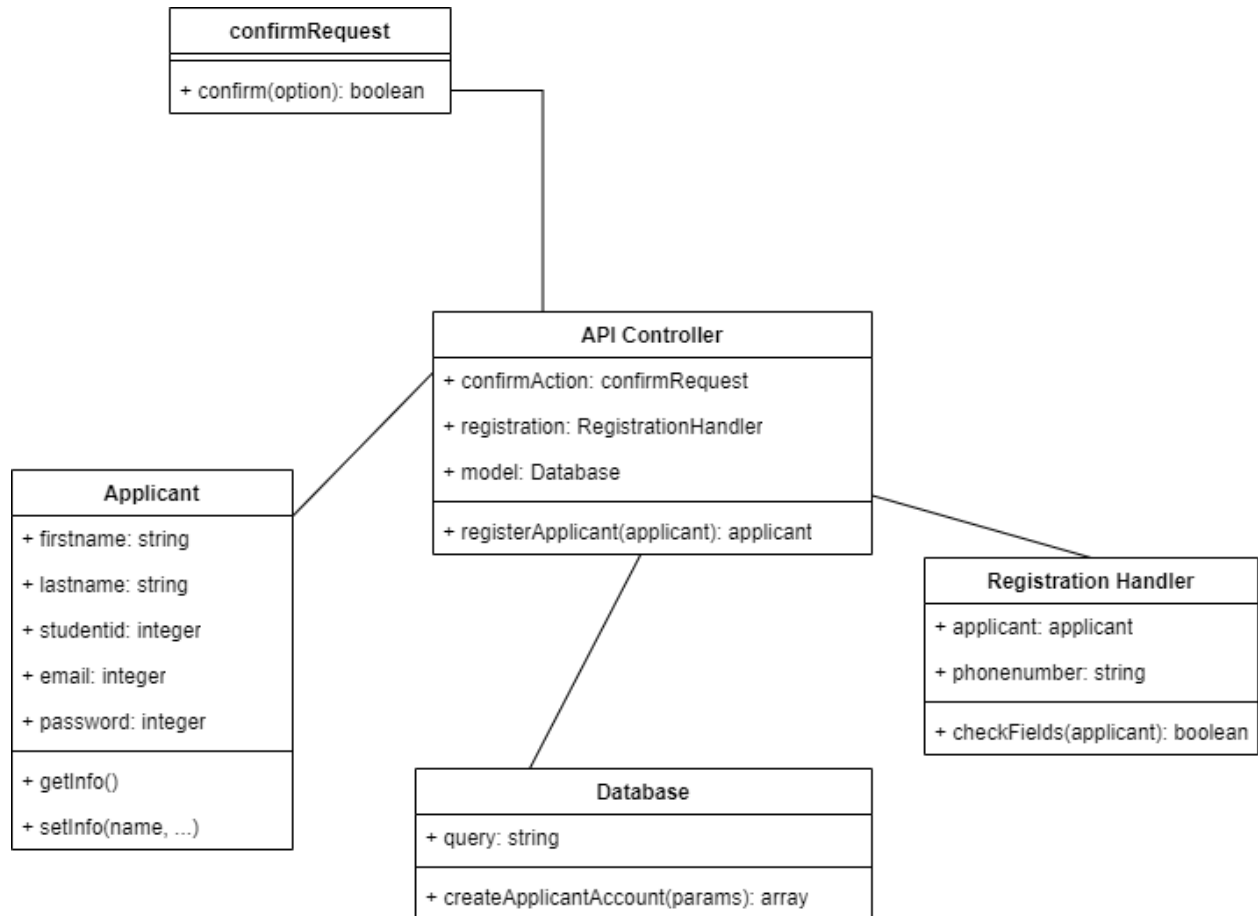 confirmRequest
+ confirm(option): boolean
API Controller
+ confirmAction: confirmRequest
+ registration: RegistrationHandler
+ model: Database
+ registerApplicant(applicant): applicant
Applicant
+ firstname: string
+ lastname: string
+ studentid: integer
+ email: integer
+ password: integer
+ getInfo()
+ setInfo(name, ...)
Registration Handler
+ applicant: applicant
+ phonenumber: string
+ checkFields(applicant): boolean
Database
+ query: string
+ createApplicantAccount(params): array